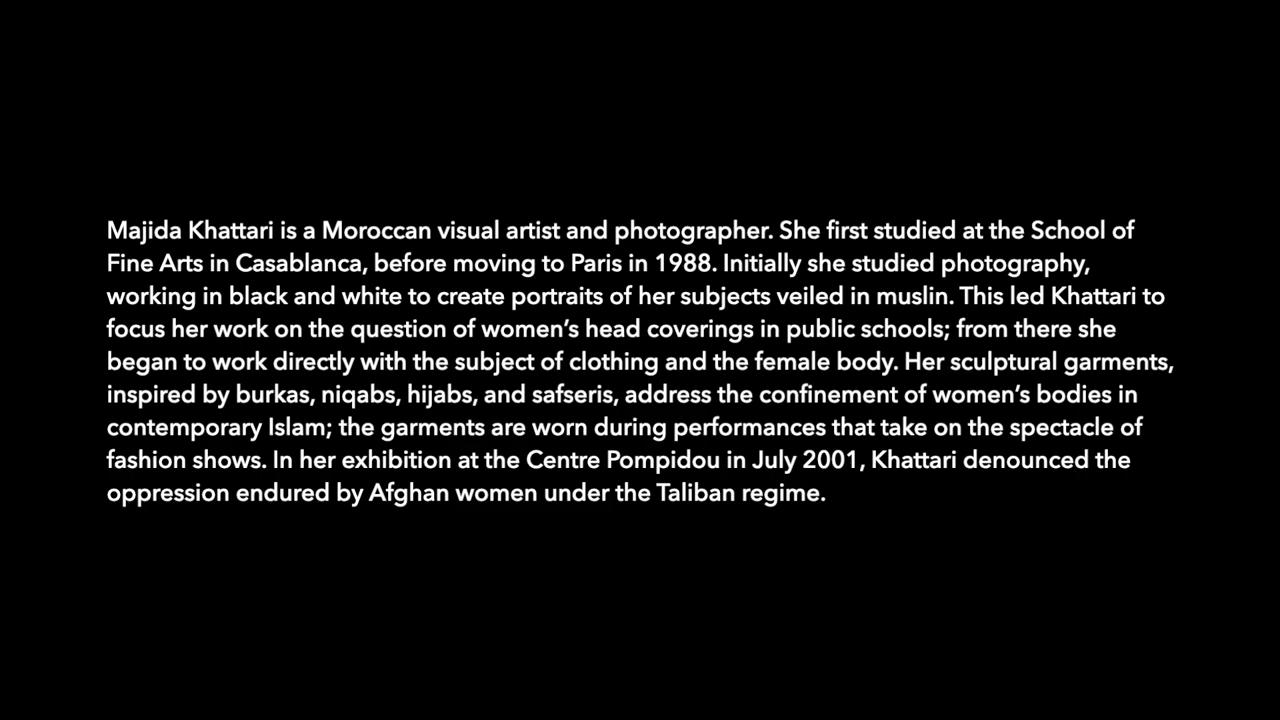 Majida Khattari is a Moroccan visual artist and photographer. She first studied at the School of
Fine Arts in Casablanca, before moving to Paris in 1988. Initially she studied photography,
working in black and white to create portraits of her subjects veiled in muslin. This led Khattari to
focus her work on the question of women’s head coverings in public schools; from there she
began to work directly with the subject of clothing and the female body. Her sculptural garments,
inspired by burkas, niqabs, hijabs, and safseris, address the confinement of women’s bodies in
contemporary Islam; the garments are worn during performances that take on the spectacle of
fashion shows. In her exhibition at the Centre Pompidou in July 2001, Khattari denounced the
oppression endured by Afghan women under the Taliban regime.